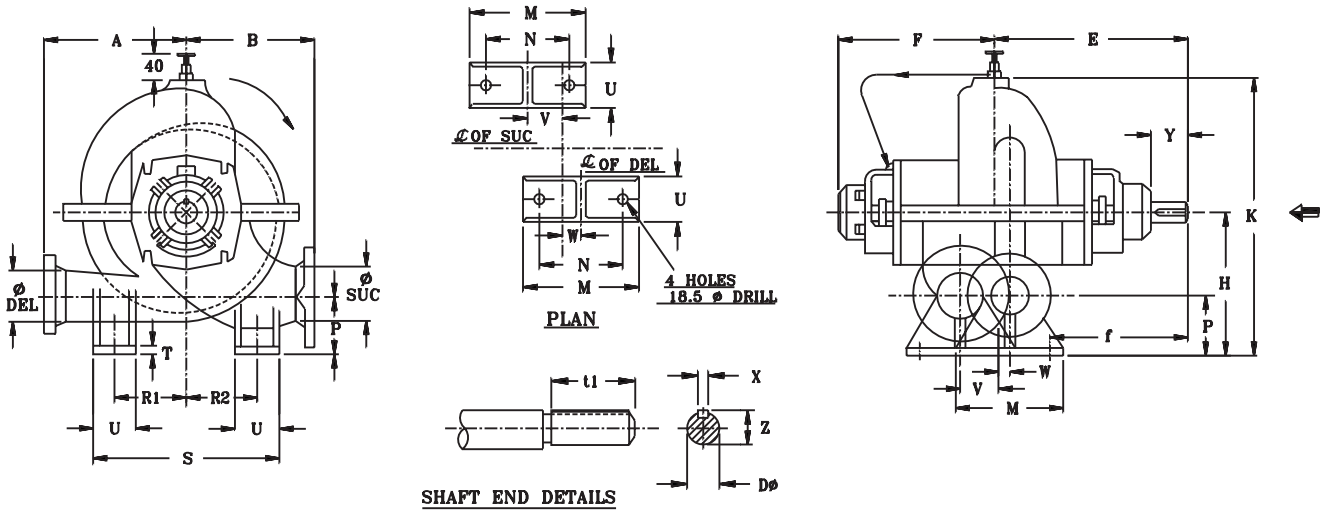 A
B
40
Ø
DEL
Ø
SUC
P
T
R1
R2
U
U
S
M
N
U
V
℄ OF SUC
℄ OF DEL
U
W
N
M
4 HOLES
18.5 Ø DRILL
PLAN
t1
X
Z
DØ
SHAFT END DETAILS
F
E
Y
K
H
P
f
W
V
M